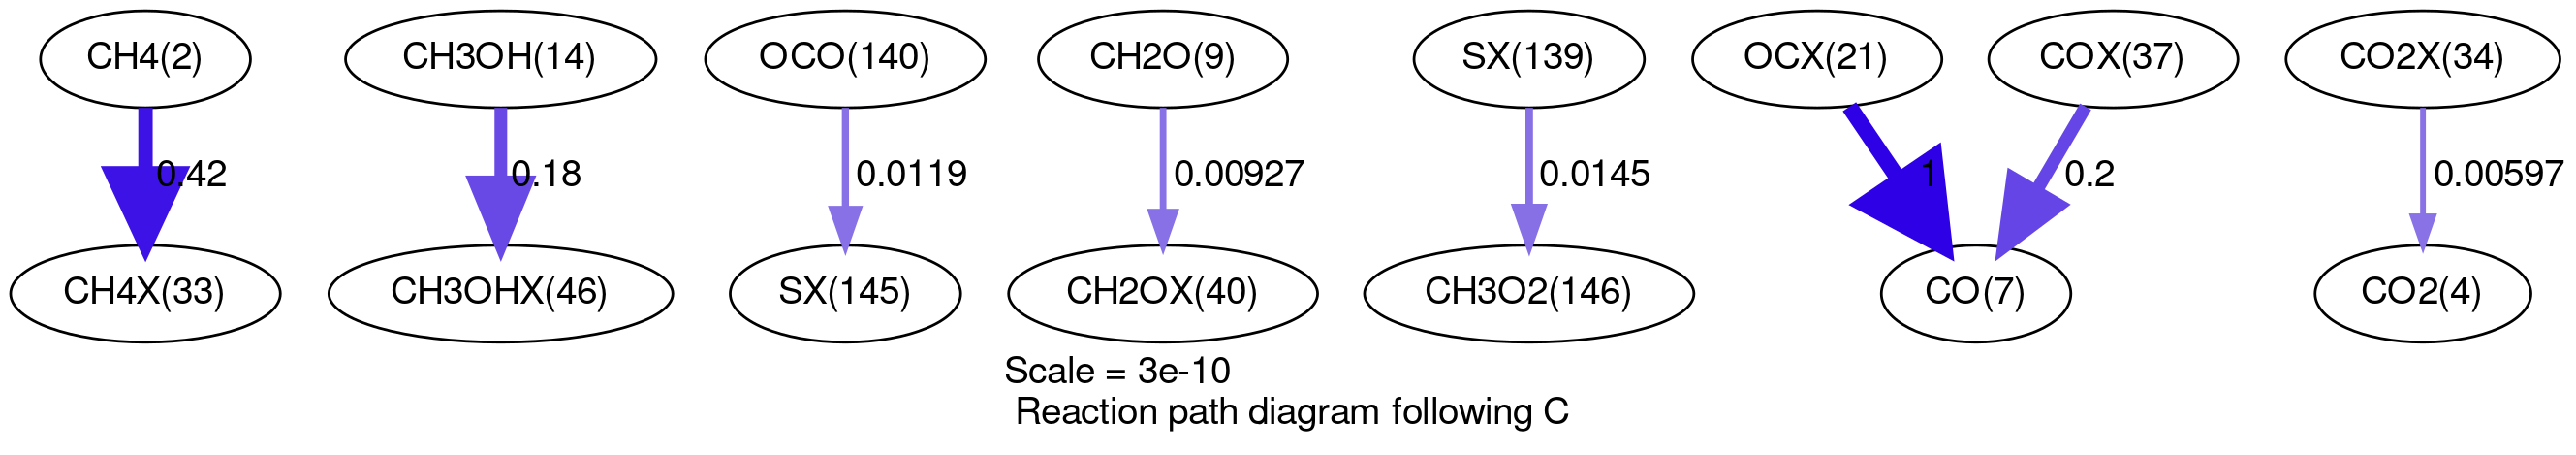 CH4(2) CH3OH(14) OCO(140) CH2O(9) SX(139) OCX(21) COX(37) CO2X(34)
0.42 0.18 0.0119 0.00927 0.0145 1 0.2 0.00597
CH4X(33) CH3OHX(46) SX(145) CH2OX(40) CH3O2(146) CO(7) CO2(4)
Scale = 3e-10
Reaction path diagram following C